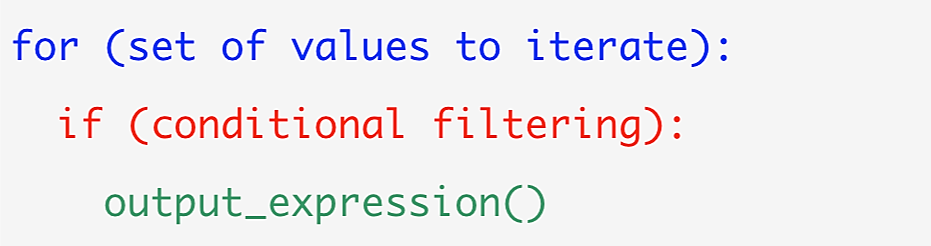 for (set of values to iterate):
if (conditional filtering):
output_expression()